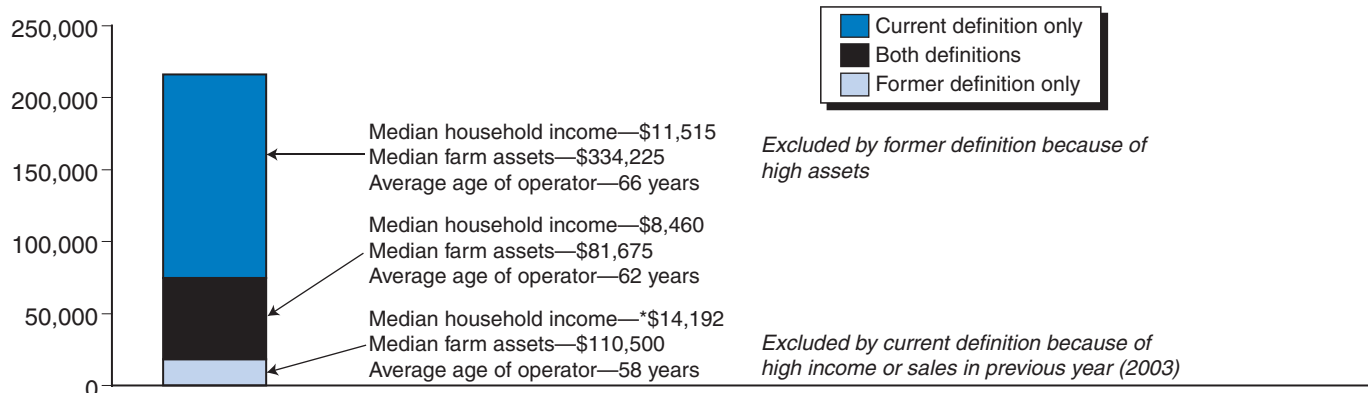 250,000
200,000
150,000
100,000
50,000
0
Current definition only
Both definitions
Former definition only
Median household income—$11,515
Median farm assets—$334,225
Average age of operator—66 years
Excluded by former definition because of
high assets
Median household income—$8,460
Median farm assets—$81,675
Average age of operator—62 years
Median household income—*$14,192
Median farm assets—$110,500
Average age of operator—58 years
Excluded by current definition because of
high income or sales in previous year (2003)